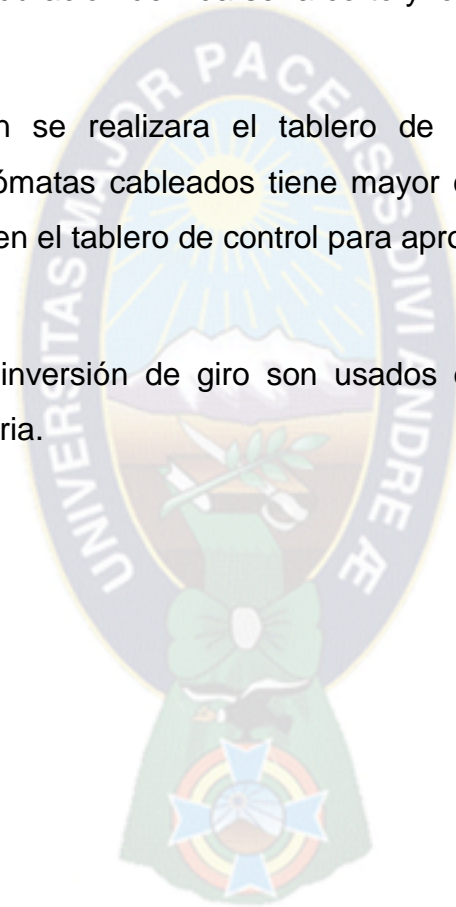 n se realizara el tablero de
ómatas cableados tiene mayor
en el tablero de control para apro
inversión de giro son usados
ria.
UNIVERSITAS MAJOR PACENSIS DIVI ANDRE Æ